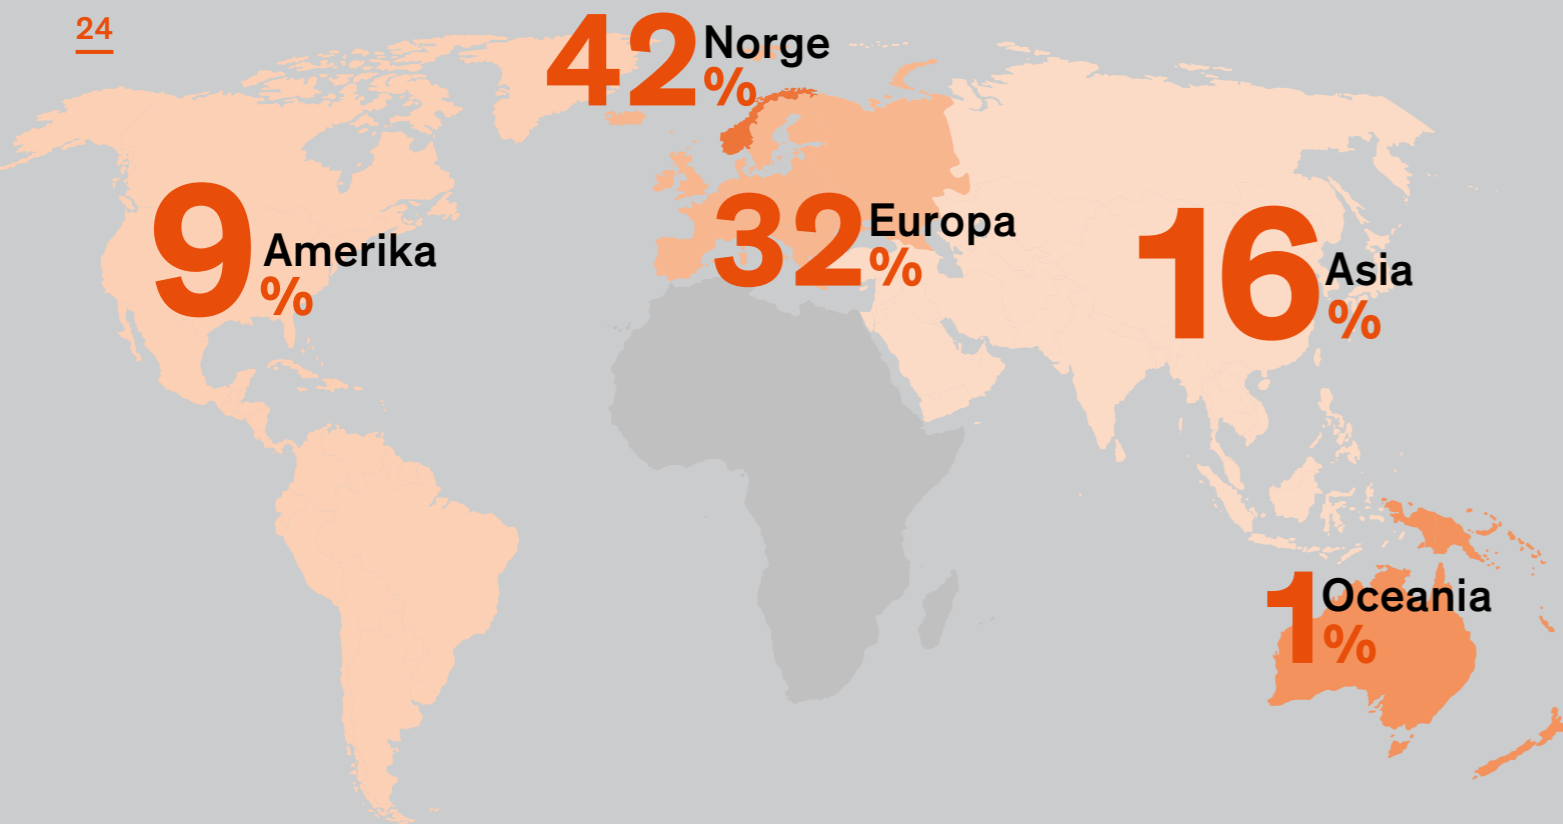 24
42 % Norge
9 % Amerika
32 % Europa
16 % Asia
1 % Oceania